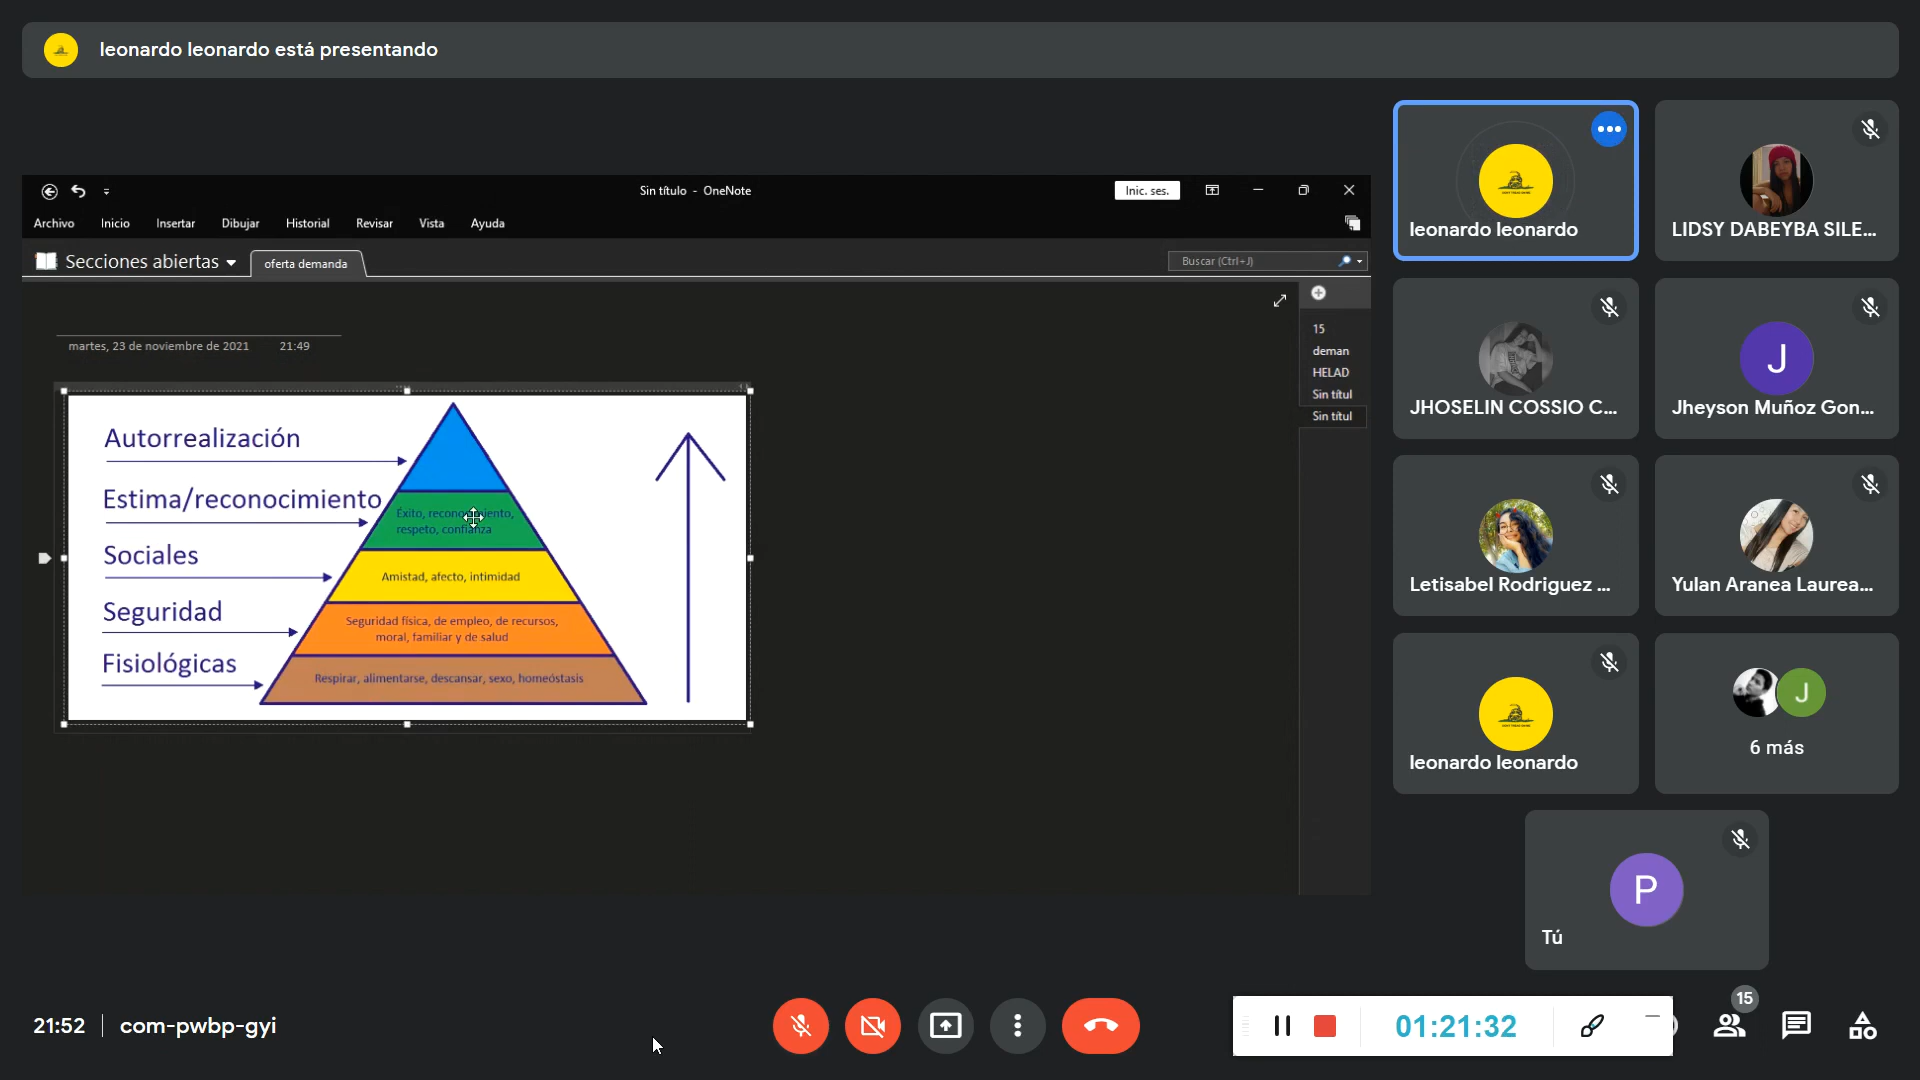 leonardo leonardo está presentando
Sin título - OneNote
Inic. ses.
Archivo Inicio Insertar Dibujar Historial Revisar Vista Ayuda
Secciones abiertas
oferta demanda
Buscar (Ctrl+J)
martes, 23 de noviembre de 2021 21:49
15
deman
HELAD
Sin títul
Sin títul
Autorrealización
Estima/reconocimiento
Éxito, reconocimiento,
respeto, confianza
Sociales
Amistad, afecto, intimidad
Seguridad
Seguridad física, de empleo, de recursos,
moral, familiar y de salud
Fisiológicas
Respirar, alimentarse, descansar, sexo, homeóstasis
leonardo leonardo
LIDSY DABEYBA SILE...
JHOSELIN COSSIO C...
J
Jheyson Muñoz Gon...
Letisabel Rodriguez ...
Yulan Aranea Laurea...
leonardo leonardo
J
6 más
P
Tú
21:52
com-pwbp-gyi
01:21:32
15